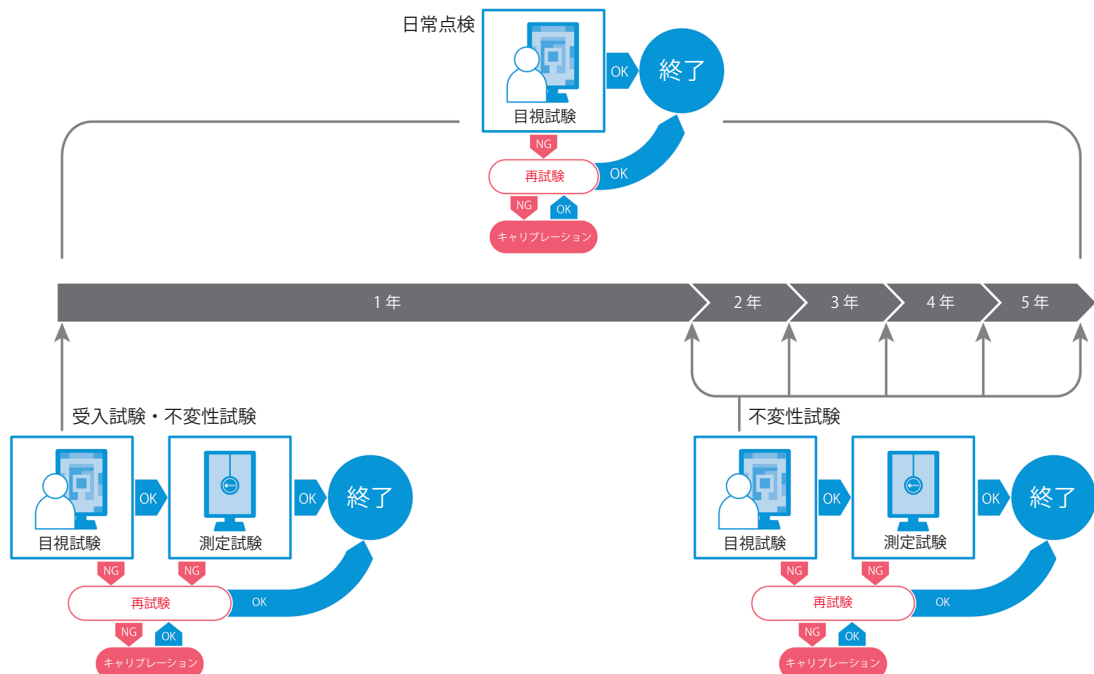 日常点検
目視試験
OK
終了
NG
再試験
OK
NG
OK
キャリブレーション
1 年
2 年
3 年
4 年
5 年
受入試験・不変性試験
目視試験
OK
測定試験
OK
終了
NG
NG
再試験
OK
NG
OK
キャリブレーション
不変性試験
目視試験
OK
測定試験
OK
終了
NG
NG
再試験
OK
NG
OK
キャリブレーション